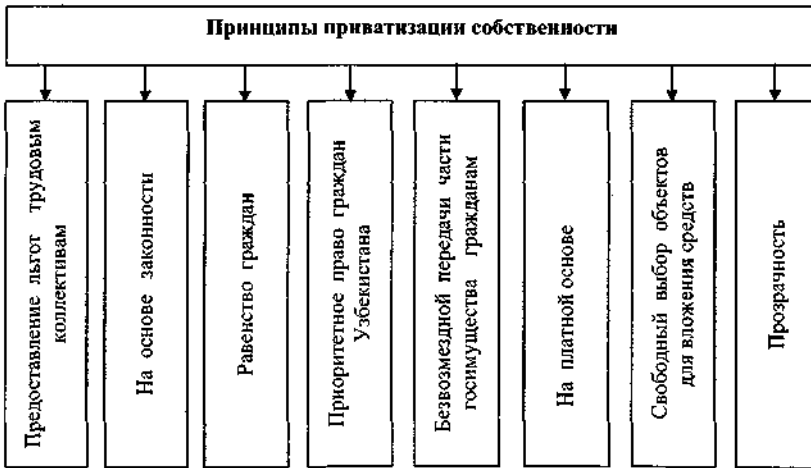 Принципы приватизации собственности
Предоставление льгот трудовым
коллективам
На основе законности
Равенство граждан
Приоритетное право граждан
Узбекистана
Безвозмездной передачи части
госимущества гражданам
На платной основе
Свободный выбор объектов
для вложения средств
Прозрачность